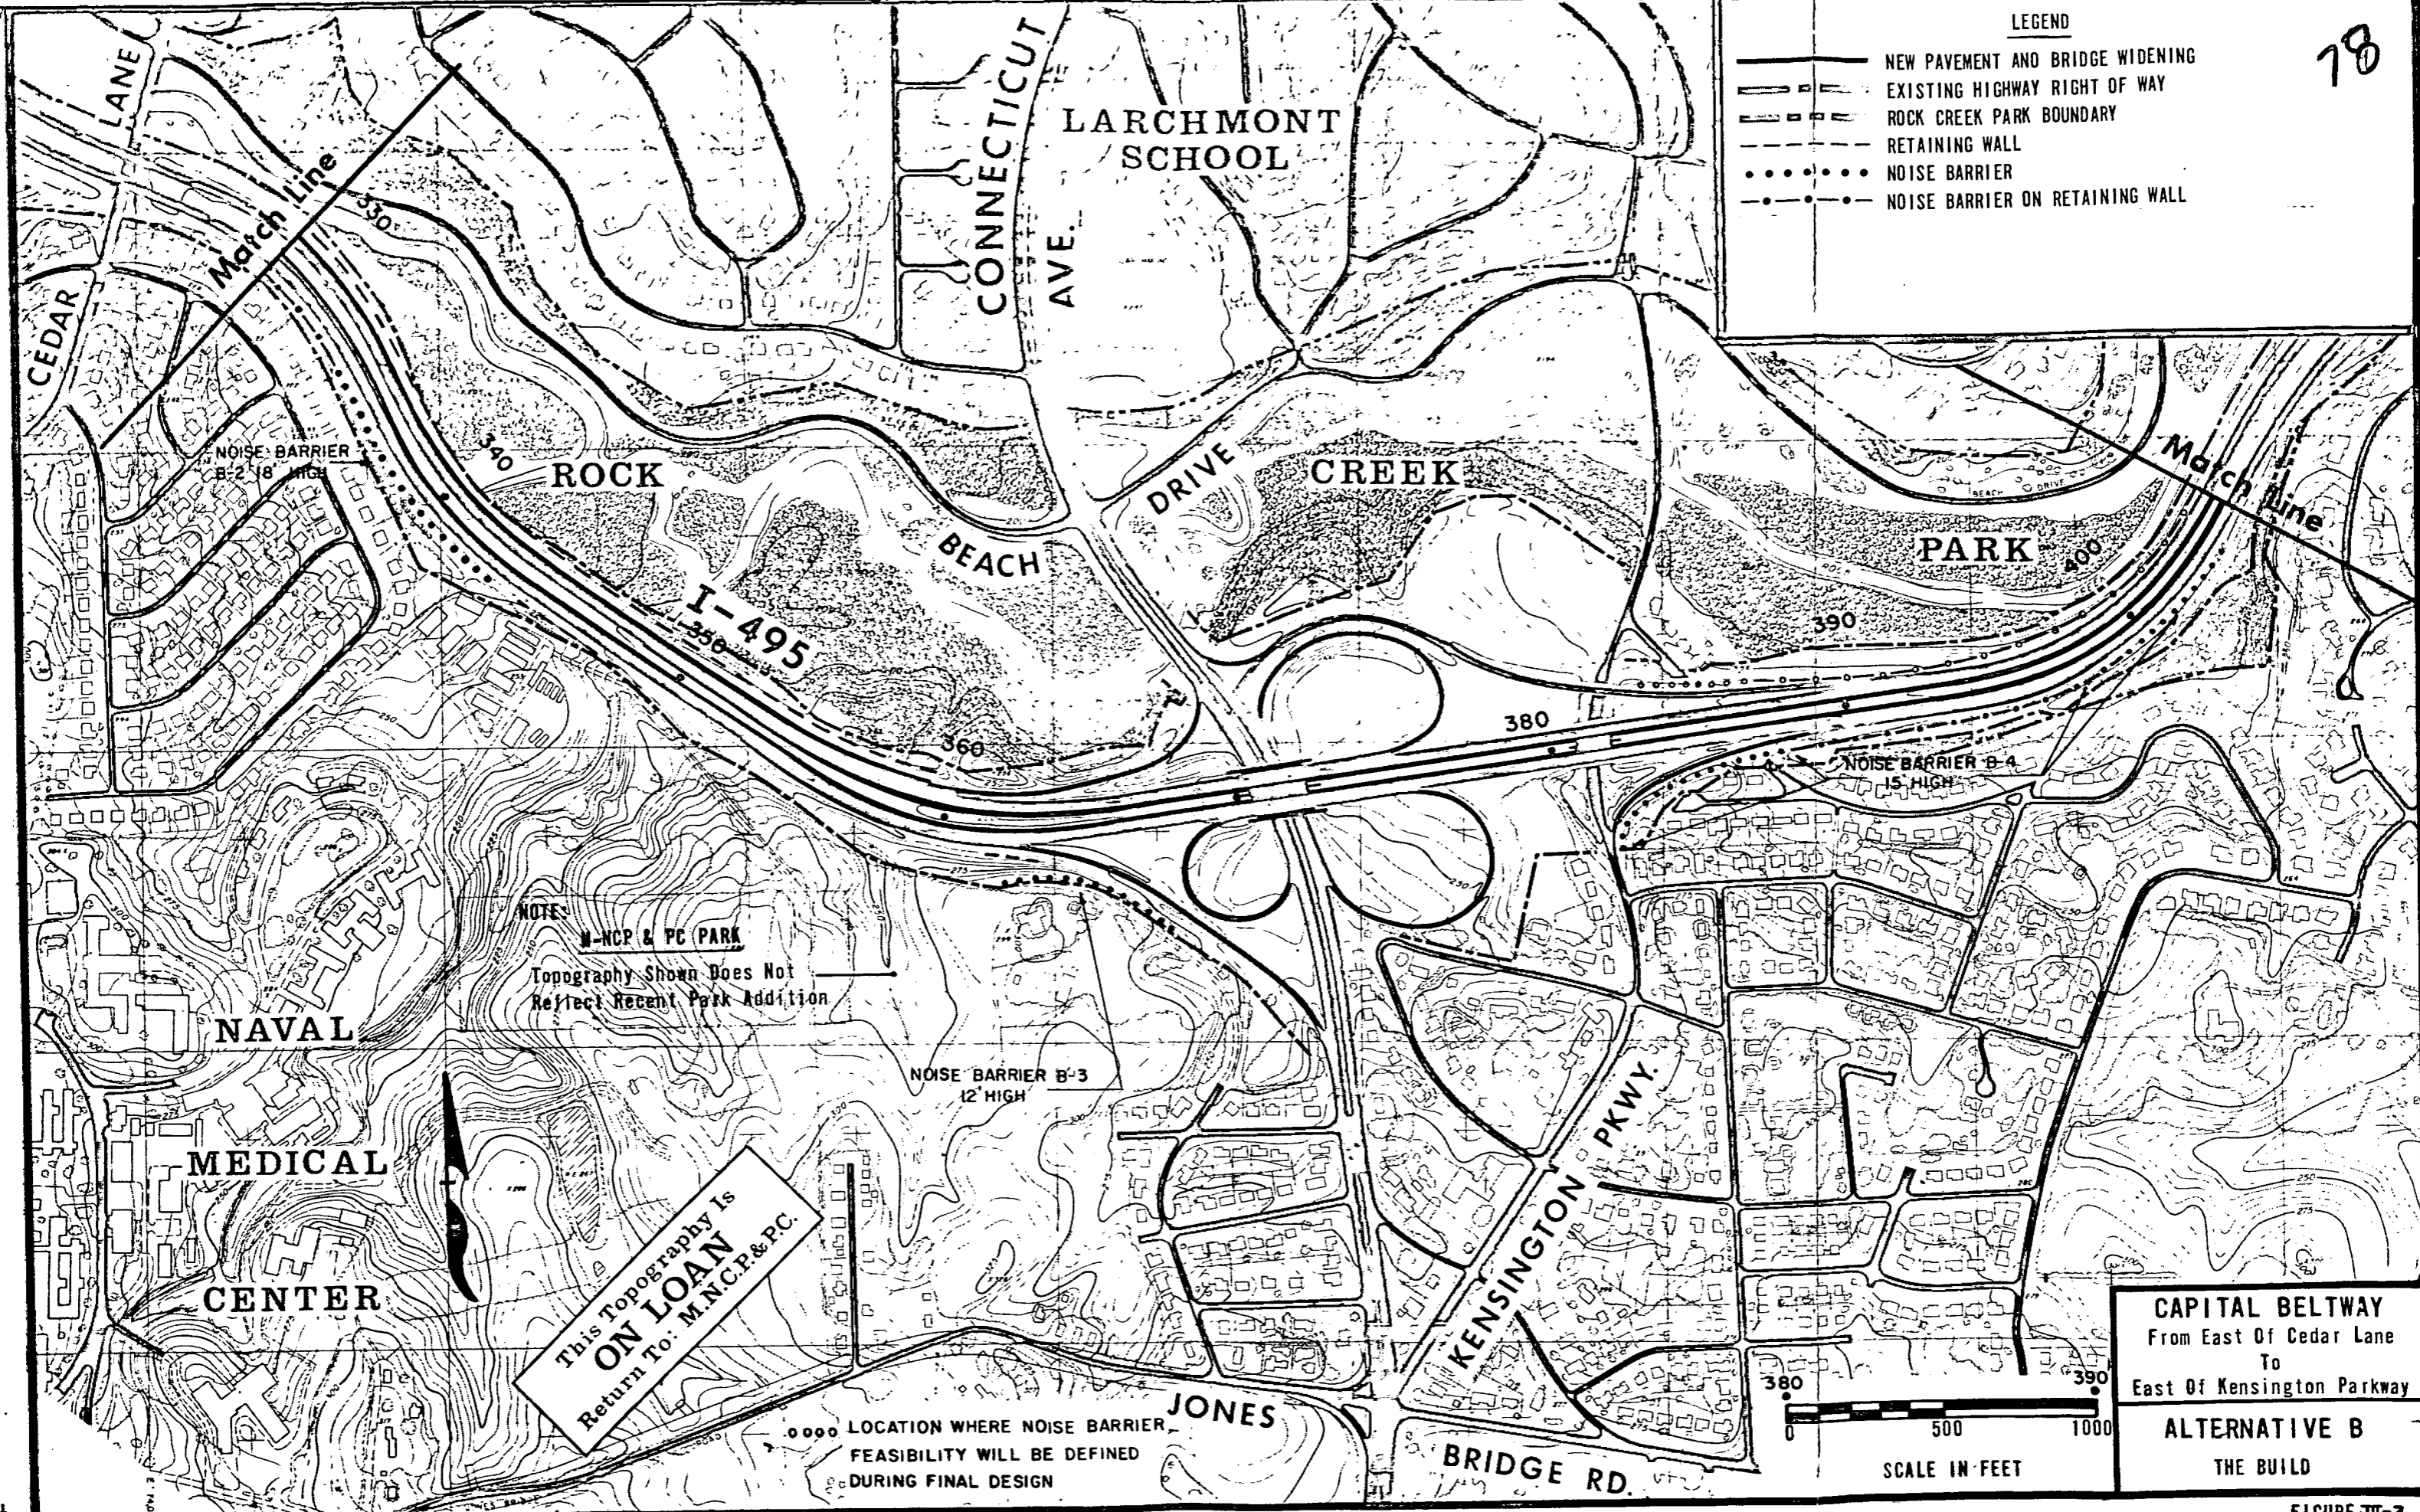 LEGEND
NEW PAVEMENT AND BRIDGE WIDENING
EXISTING HIGHWAY RIGHT OF WAY
ROCK CREEK PARK BOUNDARY
RETAINING WALL
NOISE BARRIER
NOISE BARRIER ON RETAINING WALL
78
CEDAR LANE
Match Line
330
CONNECTICUT
AVE.
LARCHMONT
SCHOOL
NOISE BARRIER
B-2 18' HIGH
340
ROCK
CREEK
PARK
BEACH
DRIVE
BEACH DRIVE
Match Line
I-495
350
360
380
390
400
NOISE BARRIER B-4
15' HIGH
NOTE:
M-NCP & PC PARK
Topography Shown Does Not
Reflect Recent Park Addition
NAVAL
MEDICAL
CENTER
NOISE BARRIER B-3
12' HIGH
This Topography Is
ON LOAN
Return To: M.N.C.P.&P.C.
KENSINGTON PKWY.
JONES
BRIDGE RD.
.0000 LOCATION WHERE NOISE BARRIER
FEASIBILITY WILL BE DEFINED
DURING FINAL DESIGN
380
390
0
500
1000
SCALE IN FEET
CAPITAL BELTWAY
From East Of Cedar Lane
To
East Of Kensington Parkway
ALTERNATIVE B
THE BUILD